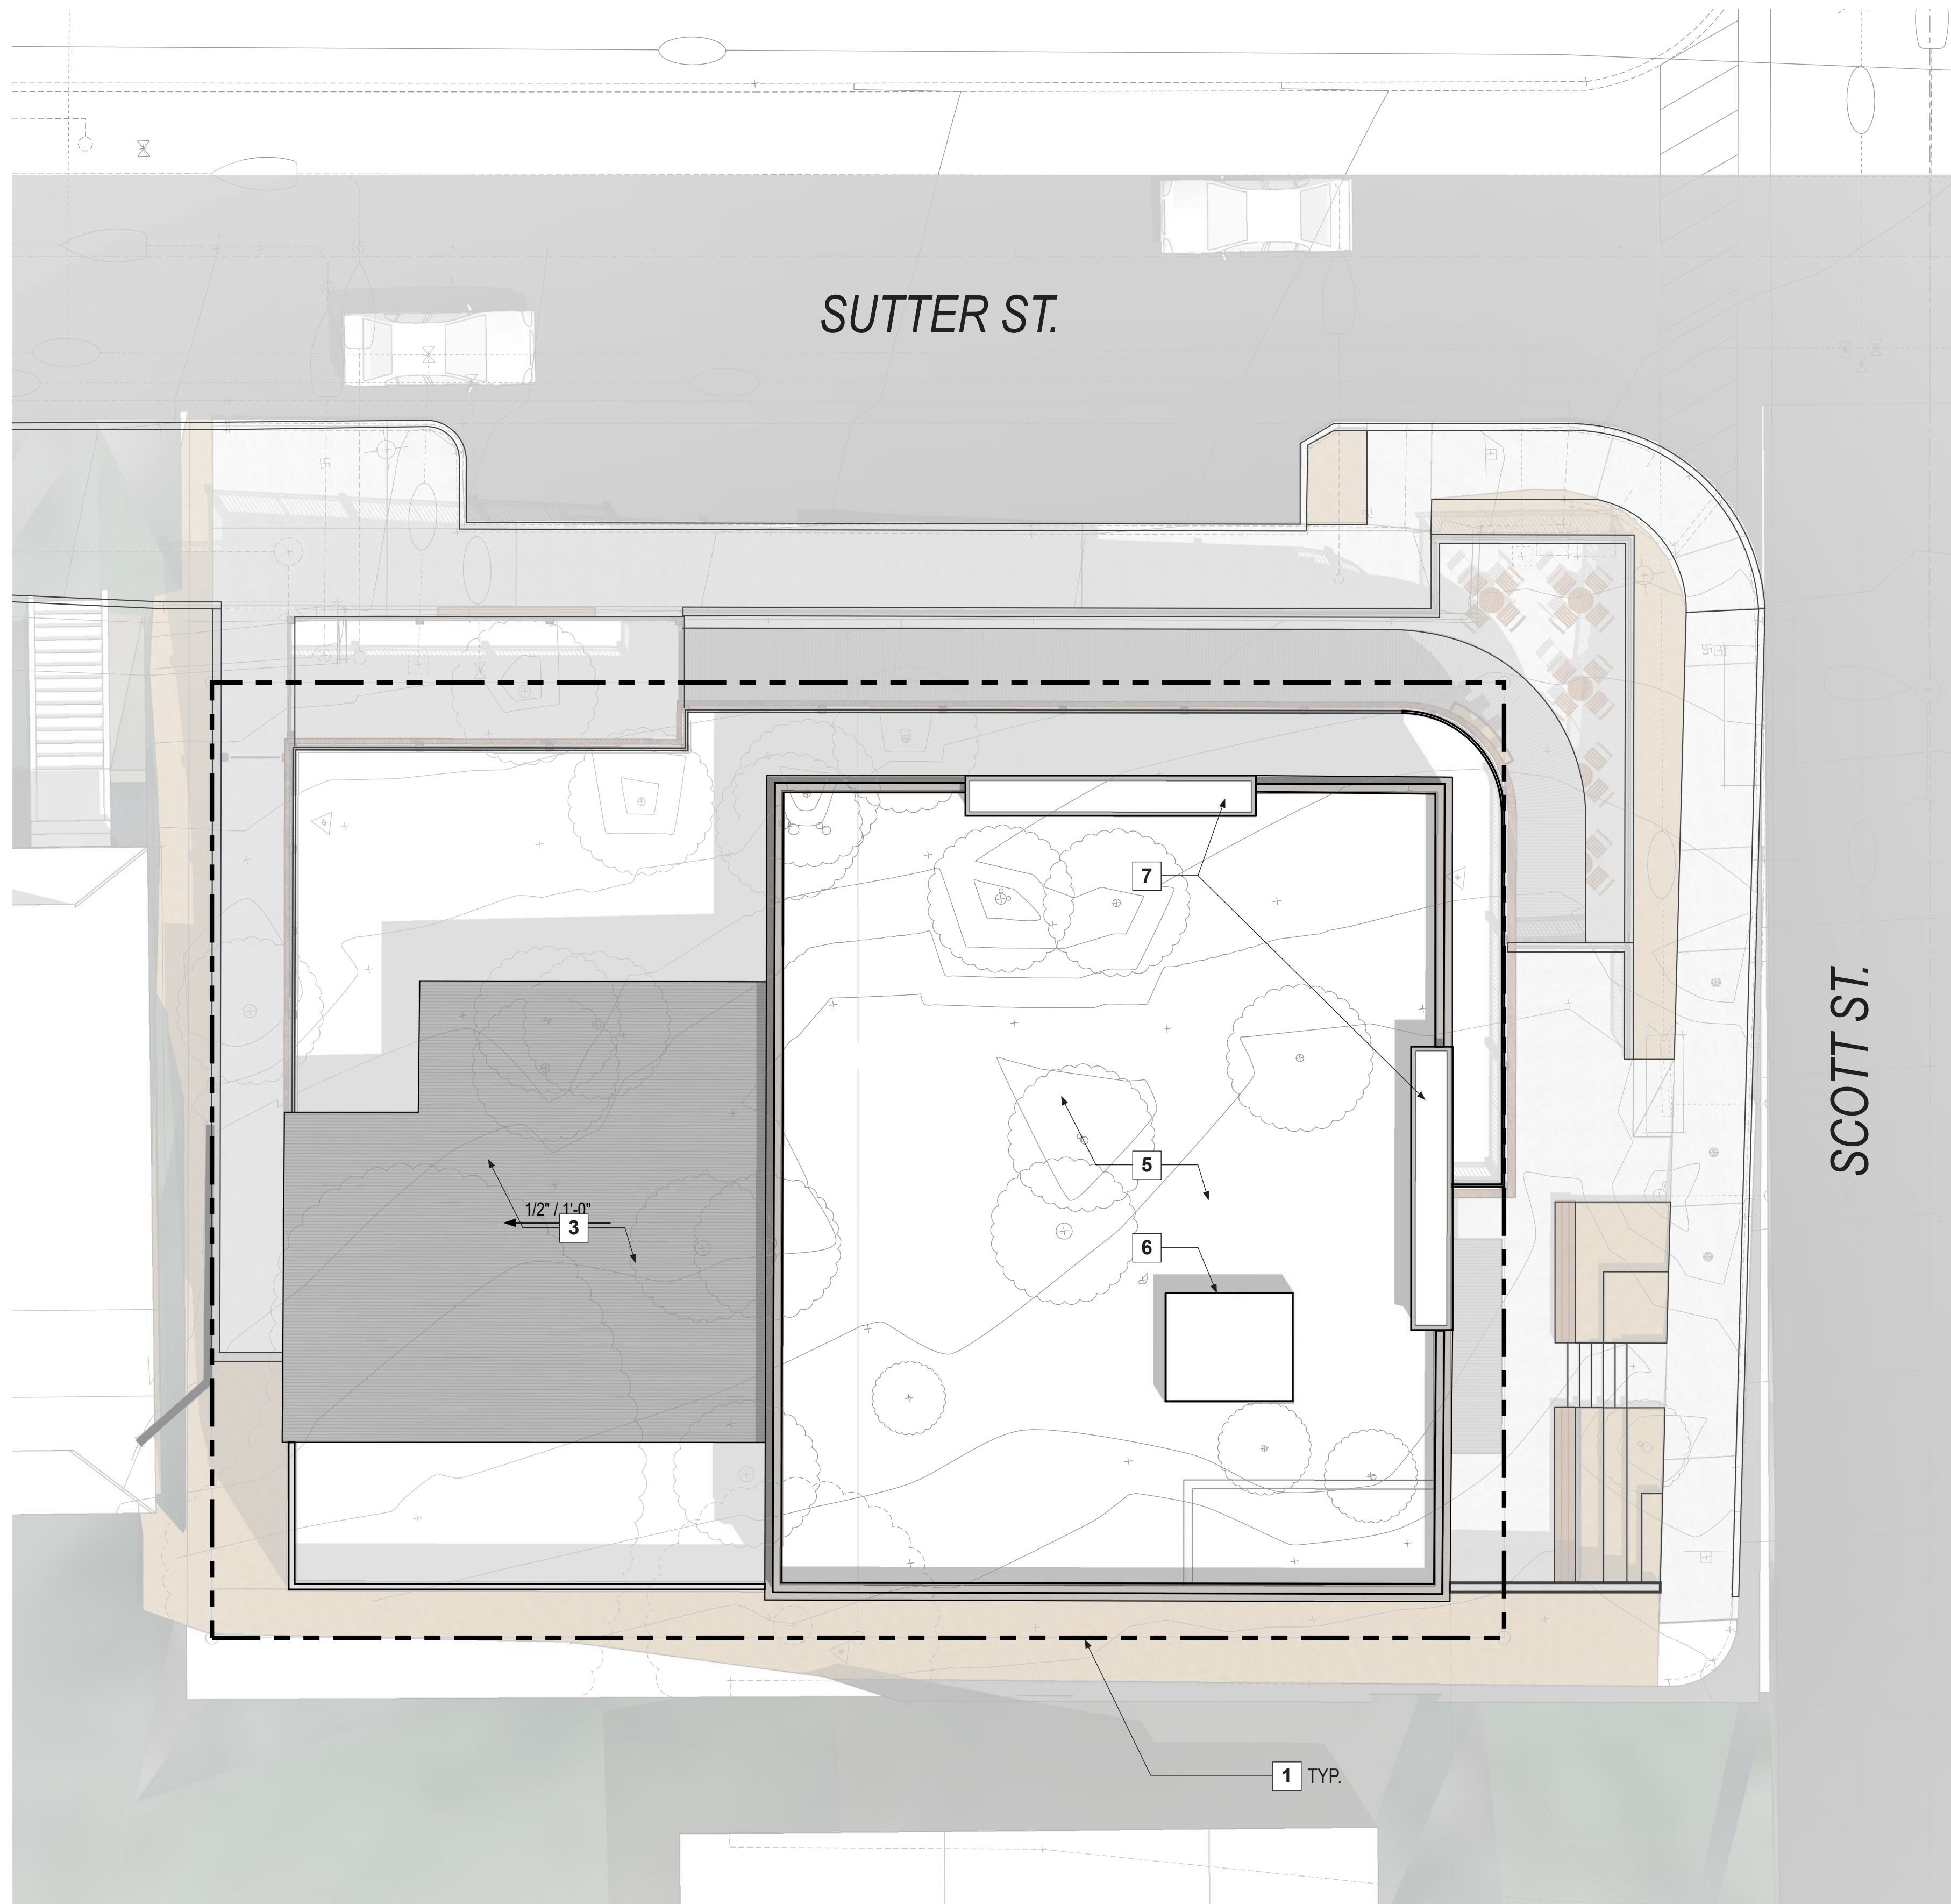 SUTTER ST.
7
SCOTT ST.
5
1/2" / 1'-0"
3
6
1 TYP.